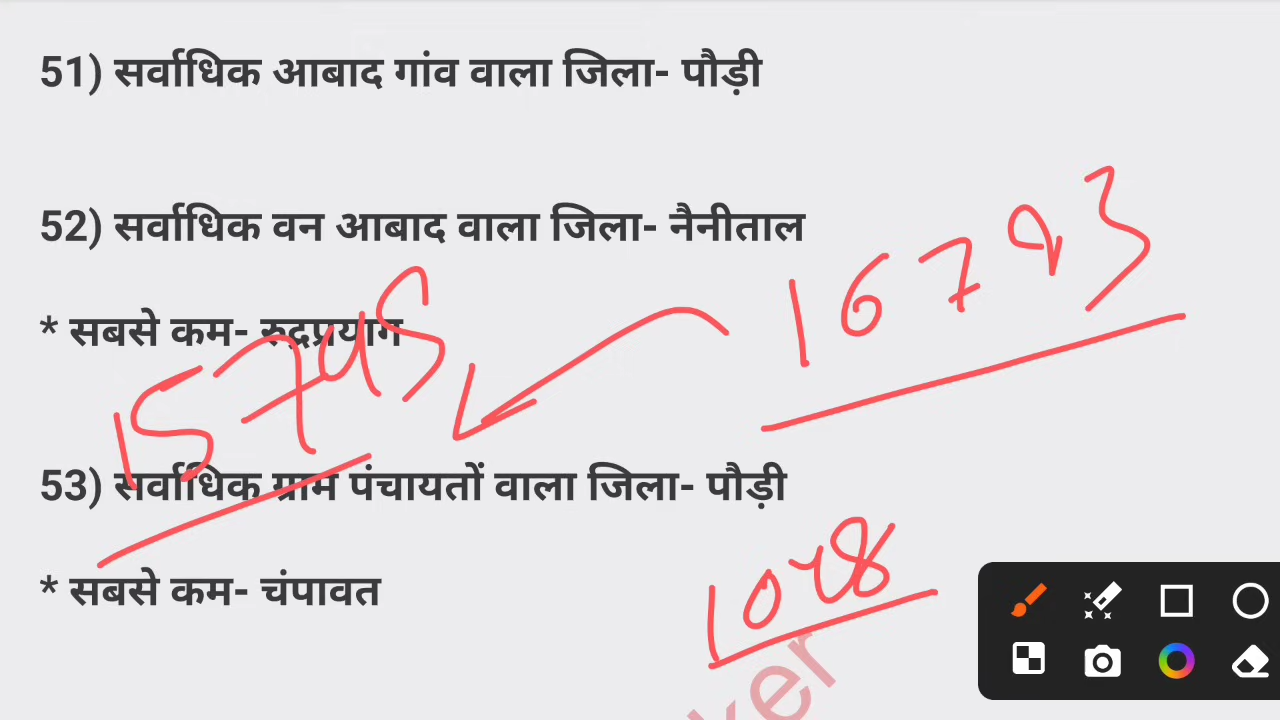 51) सर्वाधिक आबाद गांव वाला जिला- पौड़ी
52) सर्वाधिक वन आबाद वाला जिला- नैनीताल
16793
* सबसे कम- रुद्रप्रयाग
15745
53) सर्वाधिक ग्राम पंचायतों वाला जिला- पौड़ी
* सबसे कम- चंपावत
ker